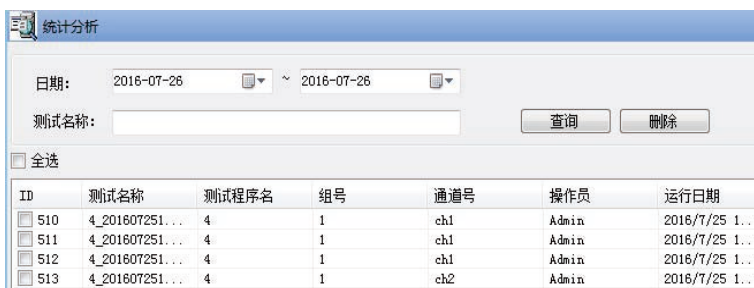 统计分析
日期: 2016-07-26 ~ 2016-07-26
测试名称: 查询 删除
全选
ID 测试名称 测试程序名 组号 通道号 操作员 运行日期
510 4_201607251... 4 1 ch1 Admin 2016/7/25 1...
511 4_201607251... 4 1 ch1 Admin 2016/7/25 1...
512 4_201607251... 4 1 ch1 Admin 2016/7/25 1...
513 4_201607251... 4 1 ch2 Admin 2016/7/25 1...